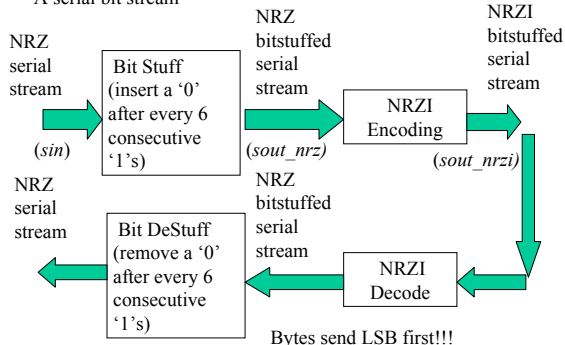 A serial bit stream
NRZ
serial
stream
(sin)
Bit Stuff
(insert a ‘0’
after every 6
consecutive
‘1’s)
NRZ
bitstuffed
serial
stream
(sout_nrz)
NRZI
Encoding
NRZI
bitstuffed
serial
stream
(sout_nrzi)
NRZ
serial
stream
Bit DeStuff
(remove a ‘0’
after every 6
consecutive
‘1’s)
NRZ
bitstuffed
serial
stream
NRZI
Decode
Bytes send LSB first!!!